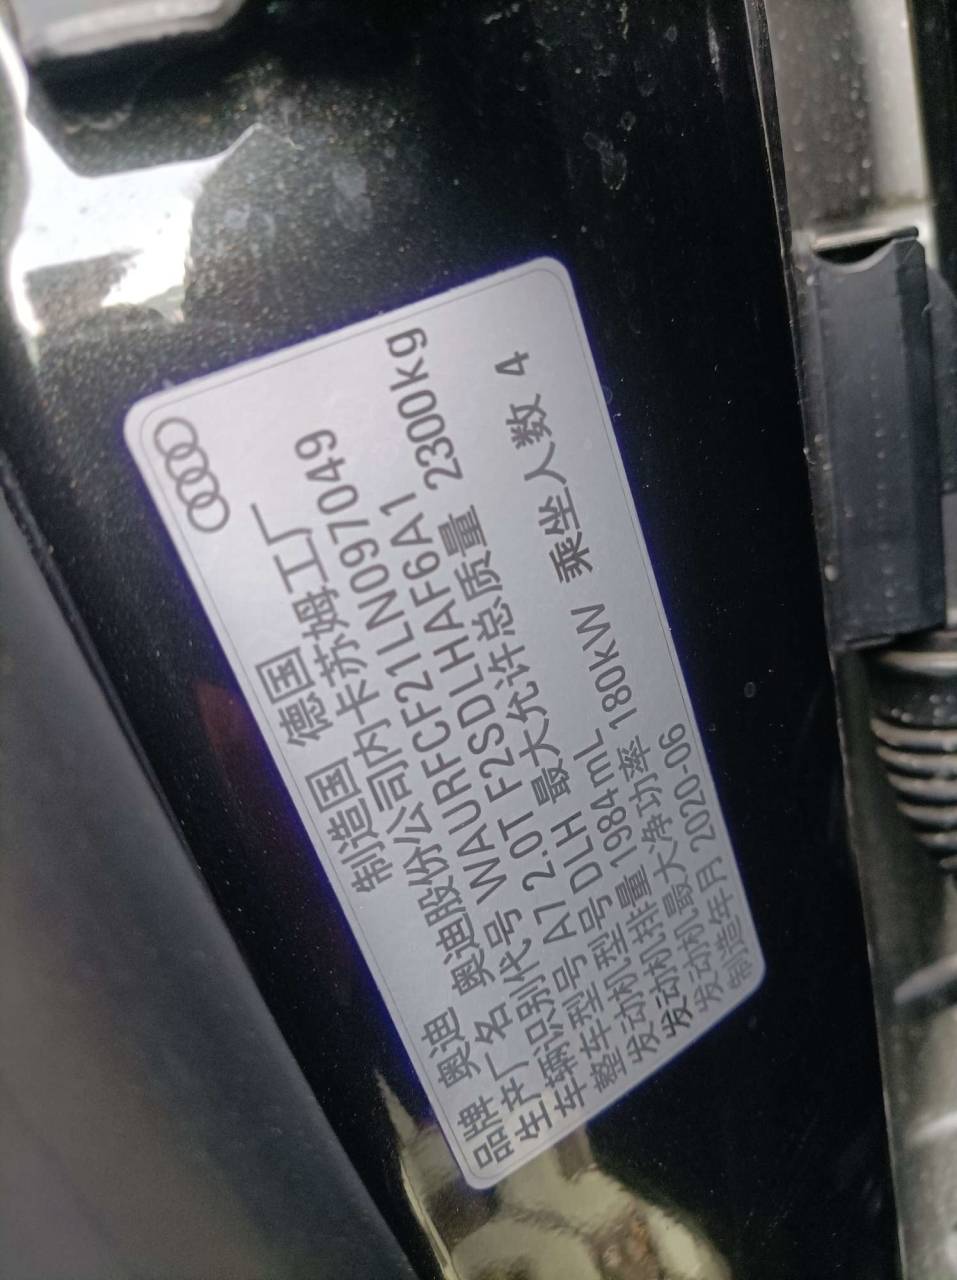 品牌 奥迪 制造国 德国
生产厂名 奥迪股份公司内卡苏姆工厂
车辆识别代号 WAURFCF21LN097049
整车型号 A7 2.0T F2SDLHAF6A1
发动机型号 DLH 最大允许总质量 2300kg
发动机排量 1984mL
发动机最大净功率 180kW 乘坐人数 4
制造年月 2020-06